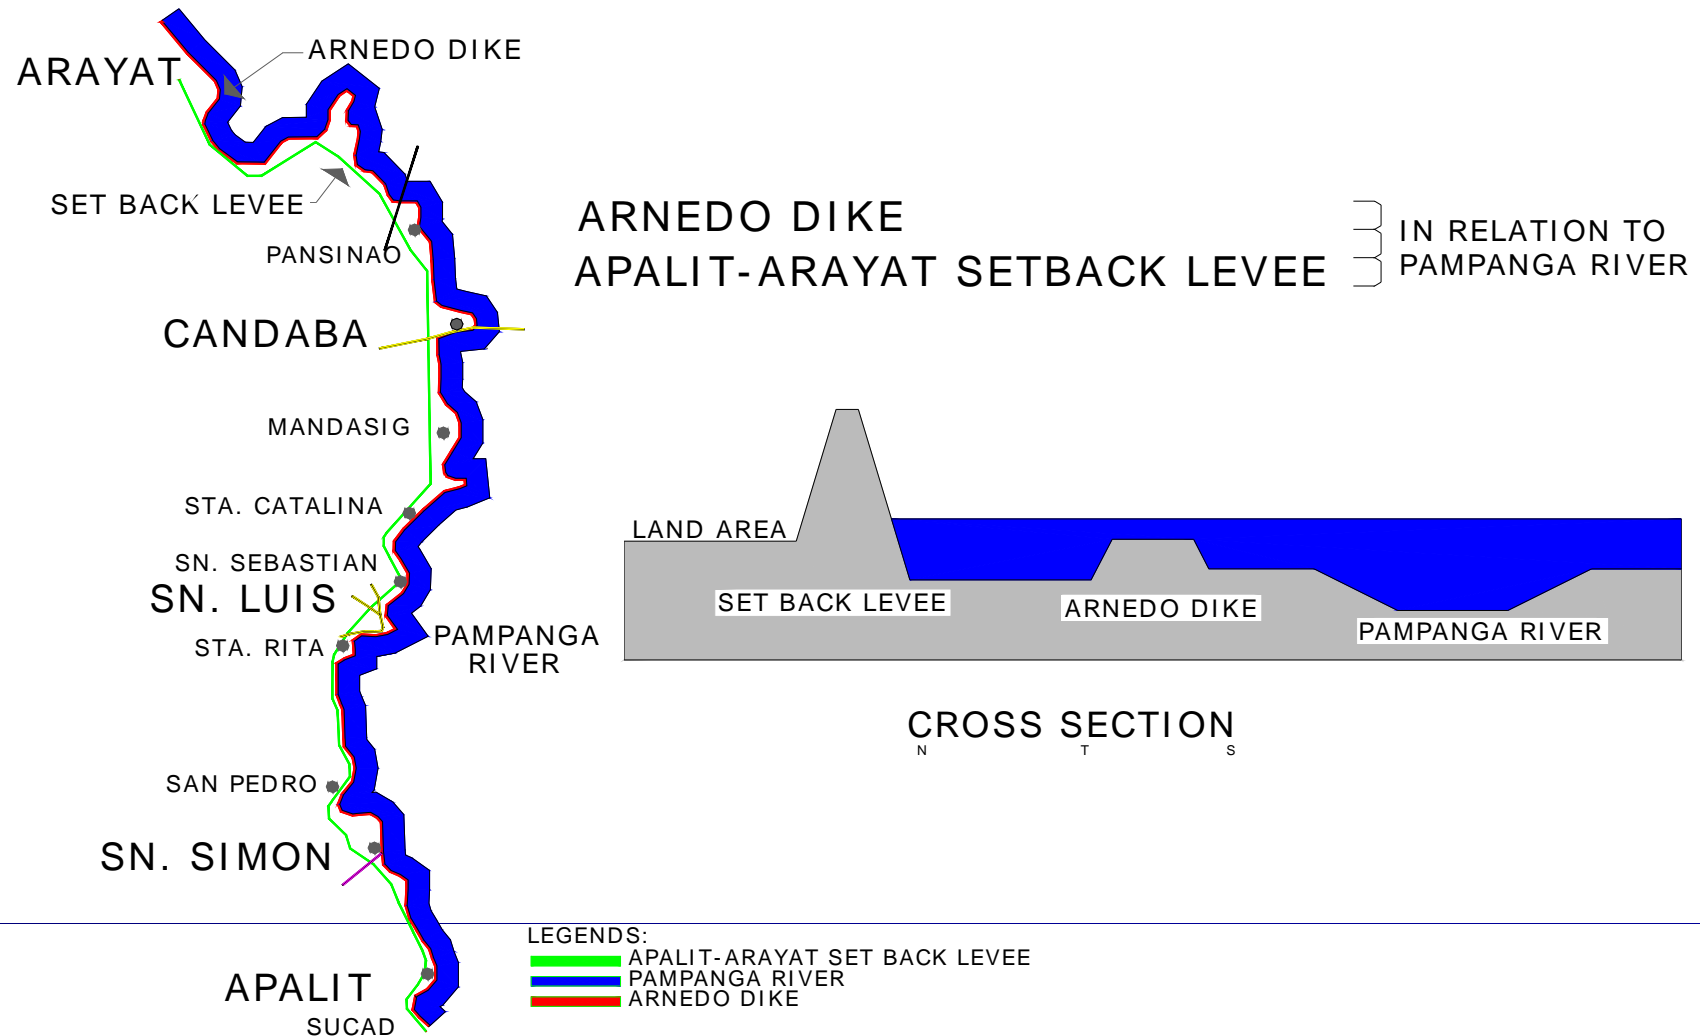 ARNEDO DIKE
ARAYAT
SET BACK LEVEE
PANSINAO
CANDABA
MANDASIG
STA. CATALINA
SN. SEBASTIAN
SN. LUIS
STA. RITA
PAMPANGA
RIVER
SAN PEDRO
SN. SIMON
APALIT
SUCAD
ARNEDO DIKE
APALIT-ARAYAT SETBACK LEVEE
IN RELATION TO
PAMPANGA RIVER
LAND AREA
SET BACK LEVEE
ARNEDO DIKE
PAMPANGA RIVER
CROSS SECTION
N T S
LEGENDS:
APALIT-ARAYAT SET BACK LEVEE
PAMPANGA RIVER
ARNEDO DIKE